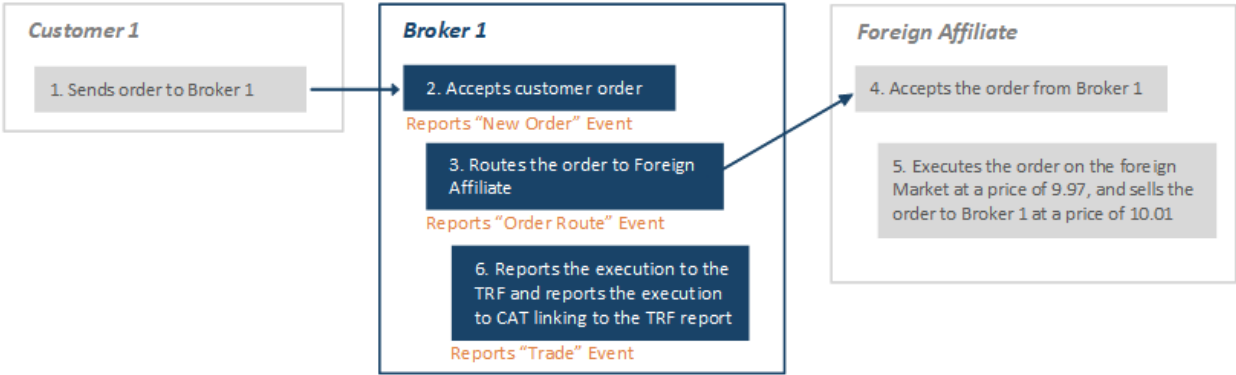 Customer 1
1. Sends order to Broker 1
Broker 1
2. Accepts customer order
Reports “New Order” Event
3. Routes the order to Foreign
Affiliate
Reports “Order Route” Event
6. Reports the execution to the
TRF and reports the execution
to CAT linking to the TRF report
Reports “Trade” Event
Foreign Affiliate
4. Accepts the order from Broker 1
5. Executes the order on the foreign
Market at a price of 9.97, and sells the
order to Broker 1 at a price of 10.01